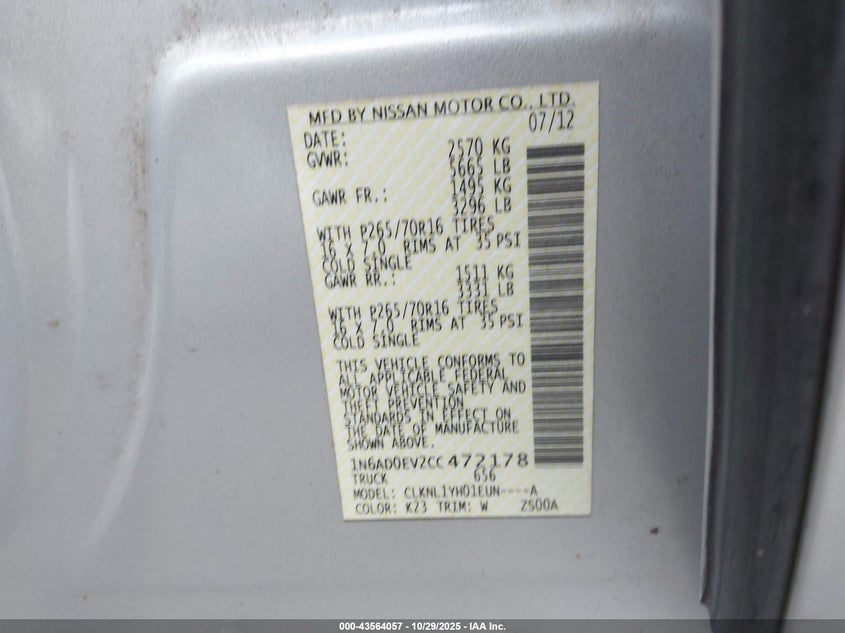 MFD BY NISSAN MOTOR CO., LTD.
DATE: 07/12
GVWR: 2570 KG
5665 LB
GAWR FR.: 1495 KG
3296 LB
WITH P265/70R16 TIRES
16 X 7.0 RIMS AT 35 PSI
COLD SINGLE
GAWR RR.: 1511 KG
3331 LB
WITH P265/70R16 TIRES
16 X 7.0 RIMS AT 35 PSI
COLD SINGLE
THIS VEHICLE CONFORMS TO
ALL APPLICABLE FEDERAL
MOTOR VEHICLE SAFETY AND
THEFT PREVENTION
STANDARDS IN EFFECT ON
THE DATE OF MANUFACTURE
SHOWN ABOVE.
1N6AD0EV2CC472178
TRUCK 656
MODEL: CLKNL1YH01EUN----A
COLOR: K23 TRIM: W ZS00A
000-43564057 - 10/29/2025 - IAA Inc.